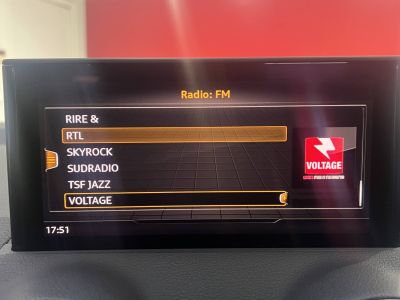 Radio: FM
RIRE &
RTL
SKYROCK
SUDRADIO
TSF JAZZ
VOLTAGE
VOLTAGE
17:51